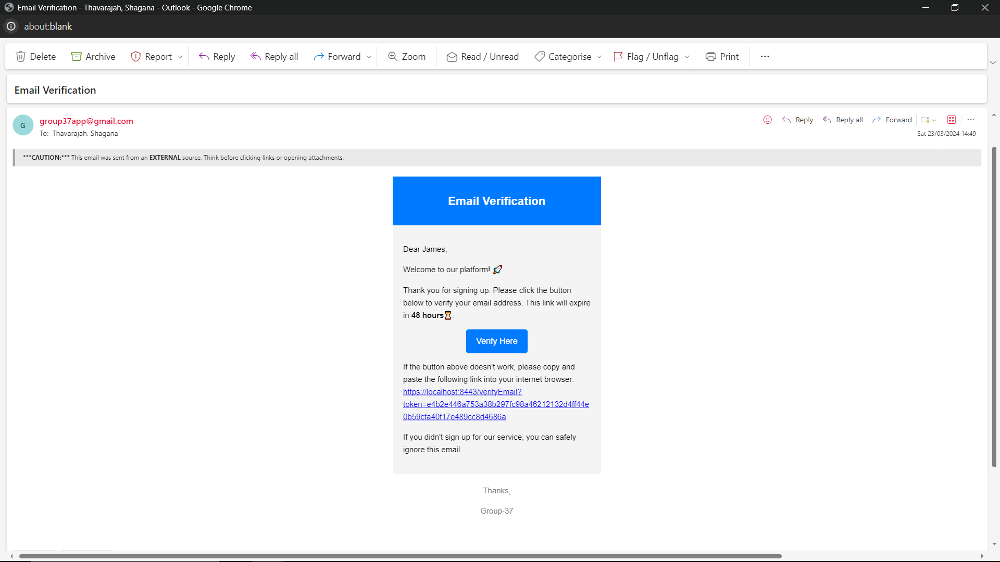 Email Verification - Thavarajah, Shagana - Outlook - Google Chrome
about:blank
Delete Archive Report Reply Reply all Forward Zoom Read / Unread Categorise Flag / Unflag Print ...
Email Verification
G group37app@gmail.com Reply Reply all Forward ...
To: Thavarajah, Shagana Sat 23/03/2024 14:49
***CAUTION:*** This email was sent from an EXTERNAL source. Think before clicking links or opening attachments.
Email Verification
Dear James,
Welcome to our platform! 🚀
Thank you for signing up. Please click the button
below to verify your email address. This link will expire
in 48 hours⌛:
Verify Here
If the button above doesn't work, please copy and
paste the following link into your internet browser:
https://localhost:8443/verifyEmail?
token=e4b2e446a753a38b297fc98a46212132d4ff44e
0b59cfa40f17e489cc8d4686a
If you didn't sign up for our service, you can safely
ignore this email.
Thanks,
Group-37